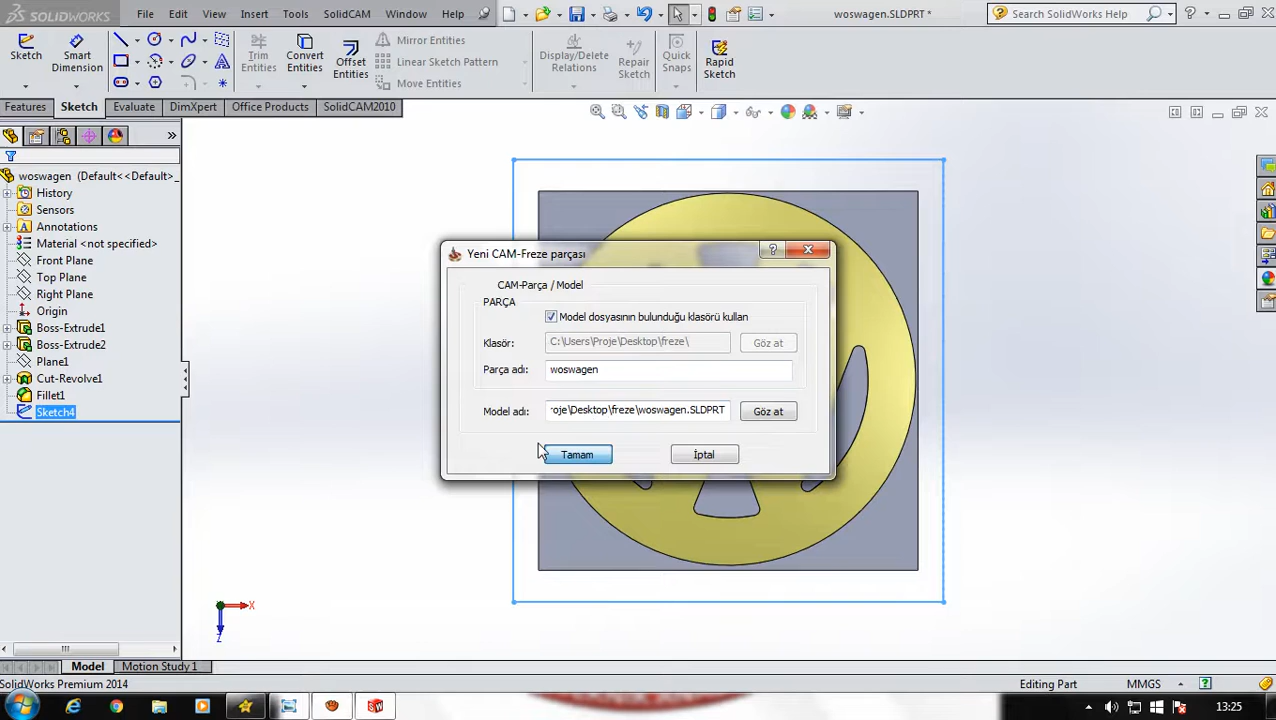 SOLIDWORKS File Edit View Insert Tools SolidCAM Window Help woswagen.SLDPRT * Search SolidWorks Help
Sketch Smart Dimension Trim Entities Convert Entities Offset Entities Mirror Entities Linear Sketch Pattern Move Entities Display/Delete Relations Repair Sketch Quick Snaps Rapid Sketch
Features Sketch Evaluate DimXpert Office Products SolidCAM2010
woswagen (Default<<Default>_
History
Sensors
Annotations
Material <not specified>
Front Plane
Top Plane
Right Plane
Origin
Boss-Extrude1
Boss-Extrude2
Plane1
Cut-Revolve1
Fillet1
Sketch4
Yeni CAM-Freze parçası
CAM-Parça / Model
PARÇA
Model dosyasının bulunduğu klasörü kullan
Klasör: C:\Users\Proje\Desktop\freze\ Göz at
Parça adı: woswagen
Model adı: roje\Desktop\freze\woswagen.SLDPRT Göz at
Tamam İptal
X
Z
Model Motion Study 1
SolidWorks Premium 2014 Editing Part MMGS
13:25